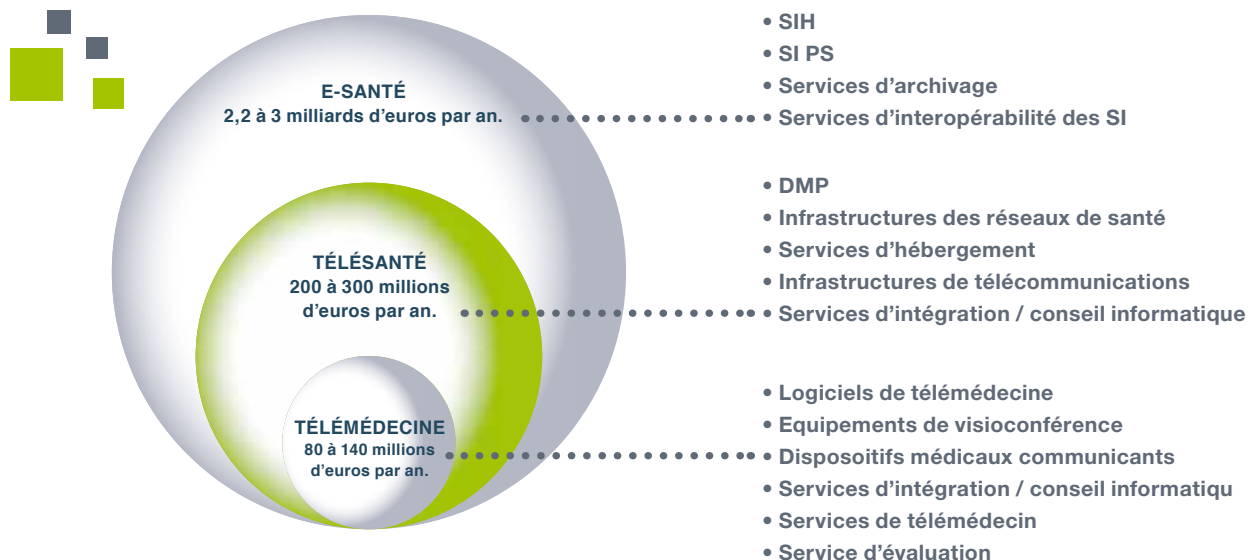 E-SANTÉ
2,2 à 3 milliards d'euros par an.
• SIH
• SI PS
• Services d'archivage
• Services d'interopérabilité des SI
TÉLÉSANTÉ
200 à 300 millions
d'euros par an.
• DMP
• Infrastructures des réseaux de santé
• Services d'hébergement
• Infrastructures de télécommunications
• Services d'intégration / conseil informatique
TÉLÉMÉDECINE
80 à 140 millions
d'euros par an.
• Logiciels de télémédecine
• Equipements de visioconférence
• Disposoitifs médicaux communicants
• Services d'intégration / conseil informatiqu
• Services de télémédecin
• Service d'évaluation